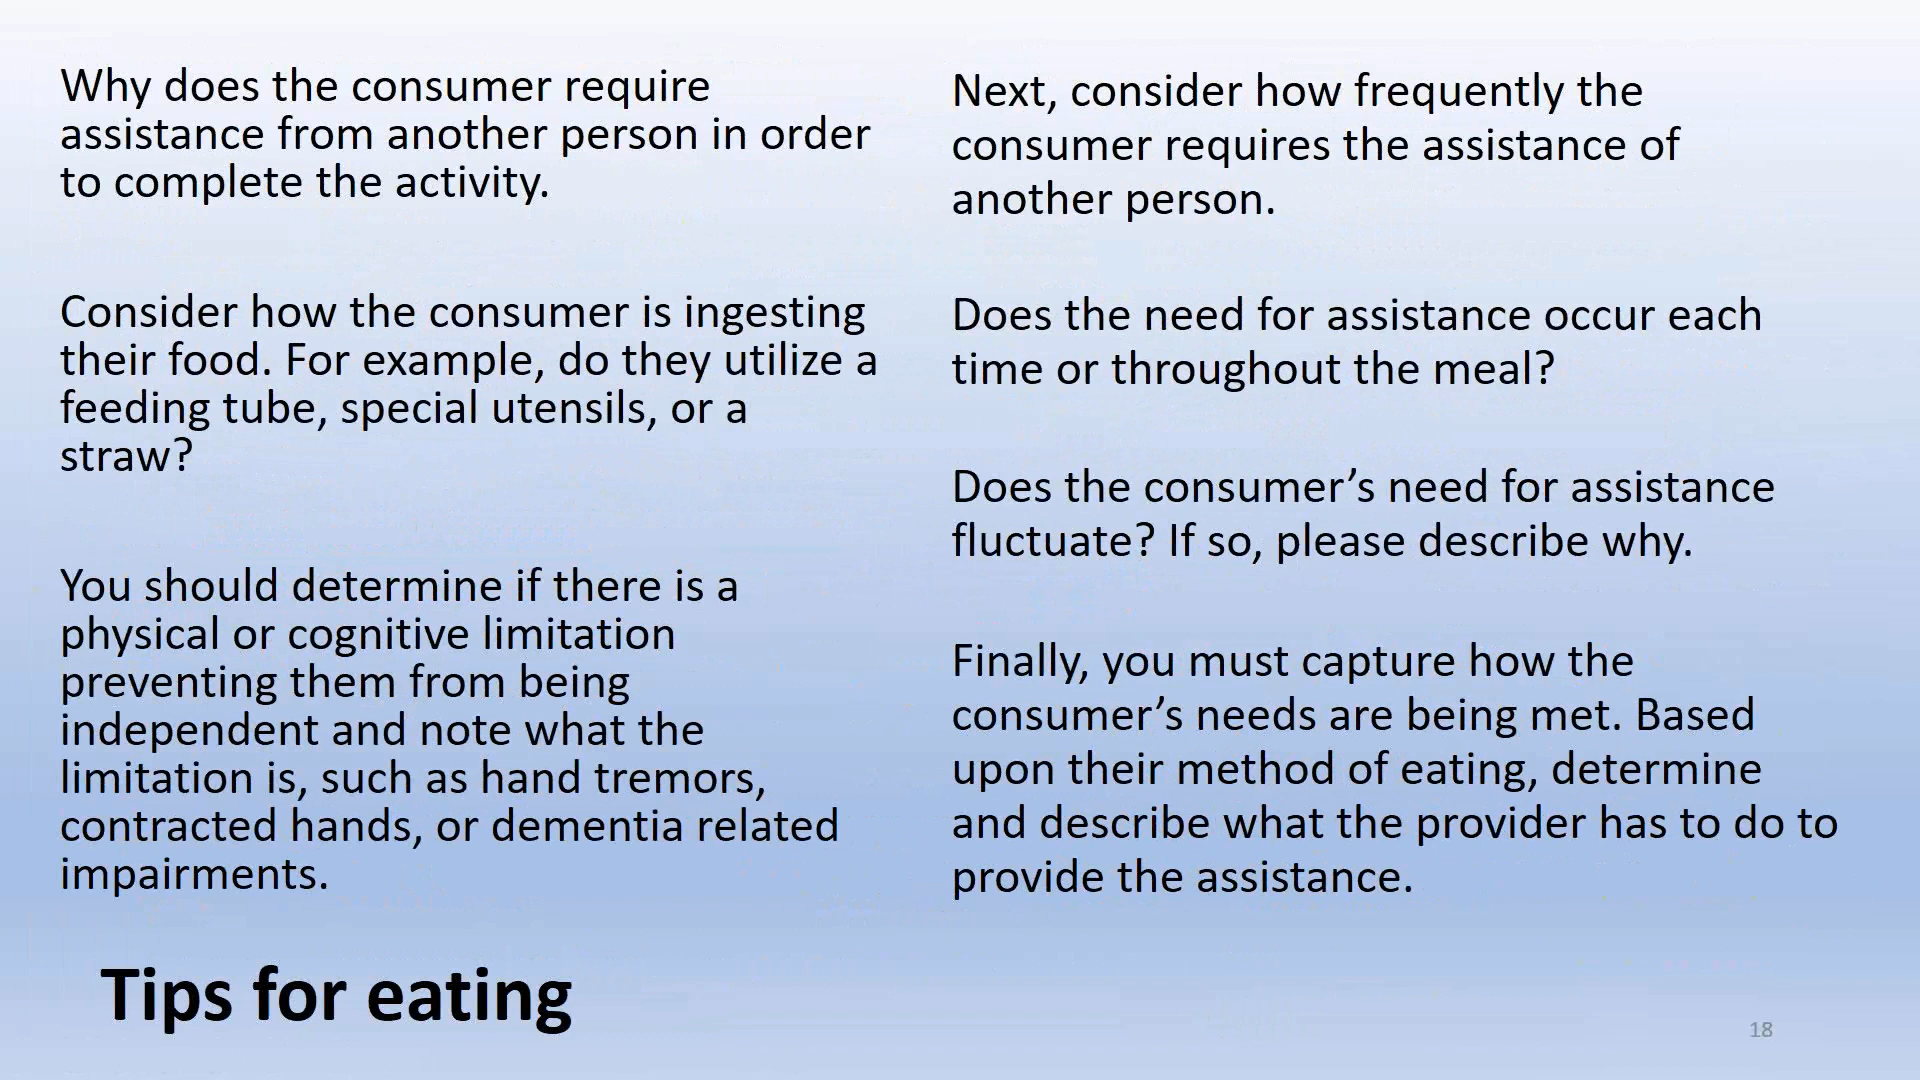 Why does the consumer require
assistance from another person in order
to complete the activity.
Consider how the consumer is ingesting
their food. For example, do they utilize a
feeding tube, special utensils, or a
straw?
You should determine if there is a
physical or cognitive limitation
preventing them from being
independent and note what the
limitation is, such as hand tremors,
contracted hands, or dementia related
impairments.
Next, consider how frequently the
consumer requires the assistance of
another person.
Does the need for assistance occur each
time or throughout the meal?
Does the consumer’s need for assistance
fluctuate? If so, please describe why.
Finally, you must capture how the
consumer’s needs are being met. Based
upon their method of eating, determine
and describe what the provider has to do to
provide the assistance.
Tips for eating
18